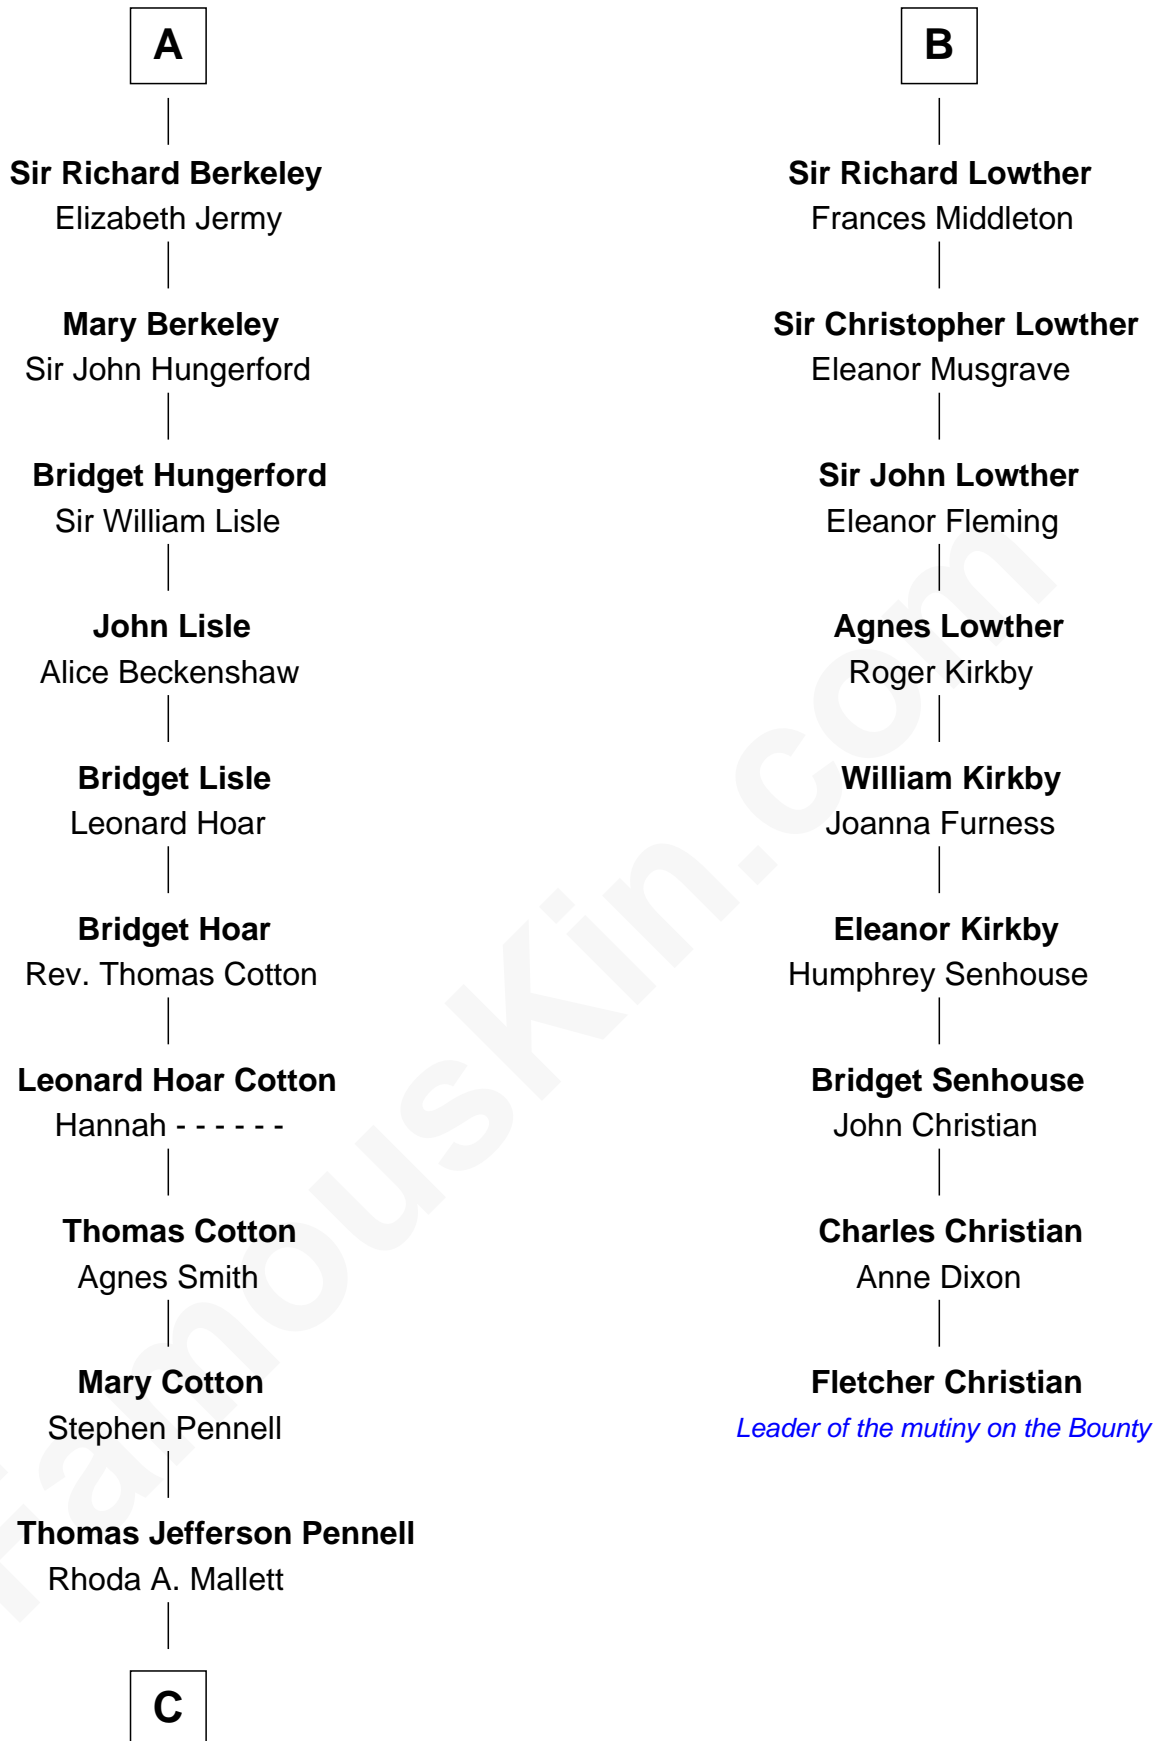 A
Sir Richard Berkeley
Elizabeth Jermy
Mary Berkeley
Sir John Hungerford
Bridget Hungerford
Sir William Lisle
John Lisle
Alice Beckenshaw
Bridget Lisle
Leonard Hoar
Bridget Hoar
Rev. Thomas Cotton
Leonard Hoar Cotton
Hannah - - - - - -
Thomas Cotton
Agnes Smith
Mary Cotton
Stephen Pennell
Thomas Jefferson Pennell
Rhoda A. Mallett
C
B
Sir Richard Lowther
Frances Middleton
Sir Christopher Lowther
Eleanor Musgrave
Sir John Lowther
Eleanor Fleming
Agnes Lowther
Roger Kirkby
William Kirkby
Joanna Furness
Eleanor Kirkby
Humphrey Senhouse
Bridget Senhouse
John Christian
Charles Christian
Anne Dixon
Fletcher Christian
Leader of the mutiny on the Bounty
FamousKin.com